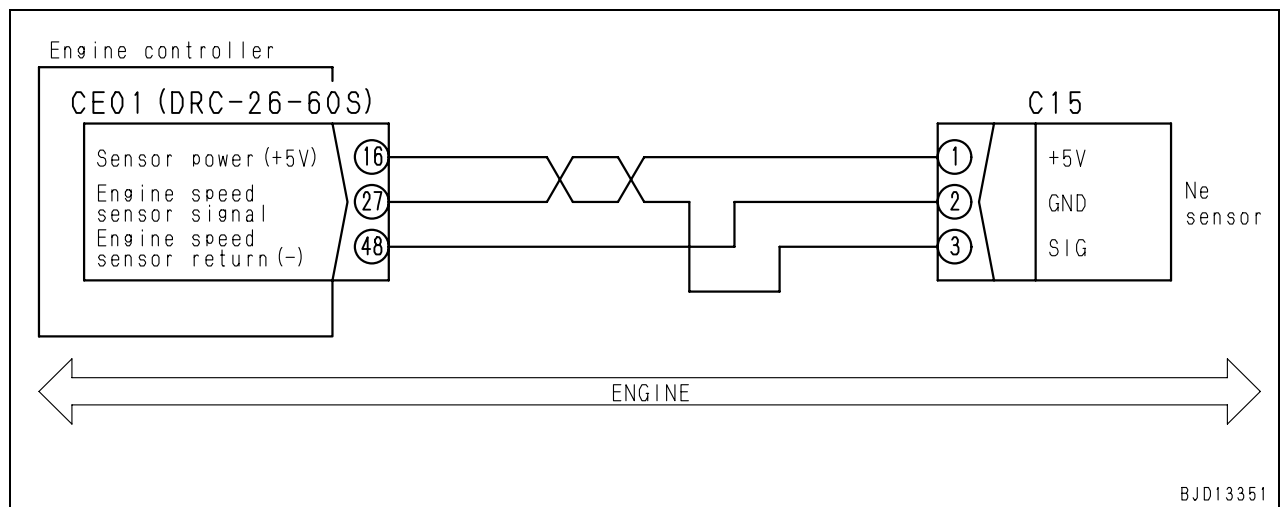 Engine controller
CE01(DRC-26-60S)
C15
Sensor power(+5V)
16
1
+5V
Engine speed
sensor signal
27
2
GND
Ne
sensor
Engine speed
sensor return(-)
48
3
SIG
ENGINE
BJD13351